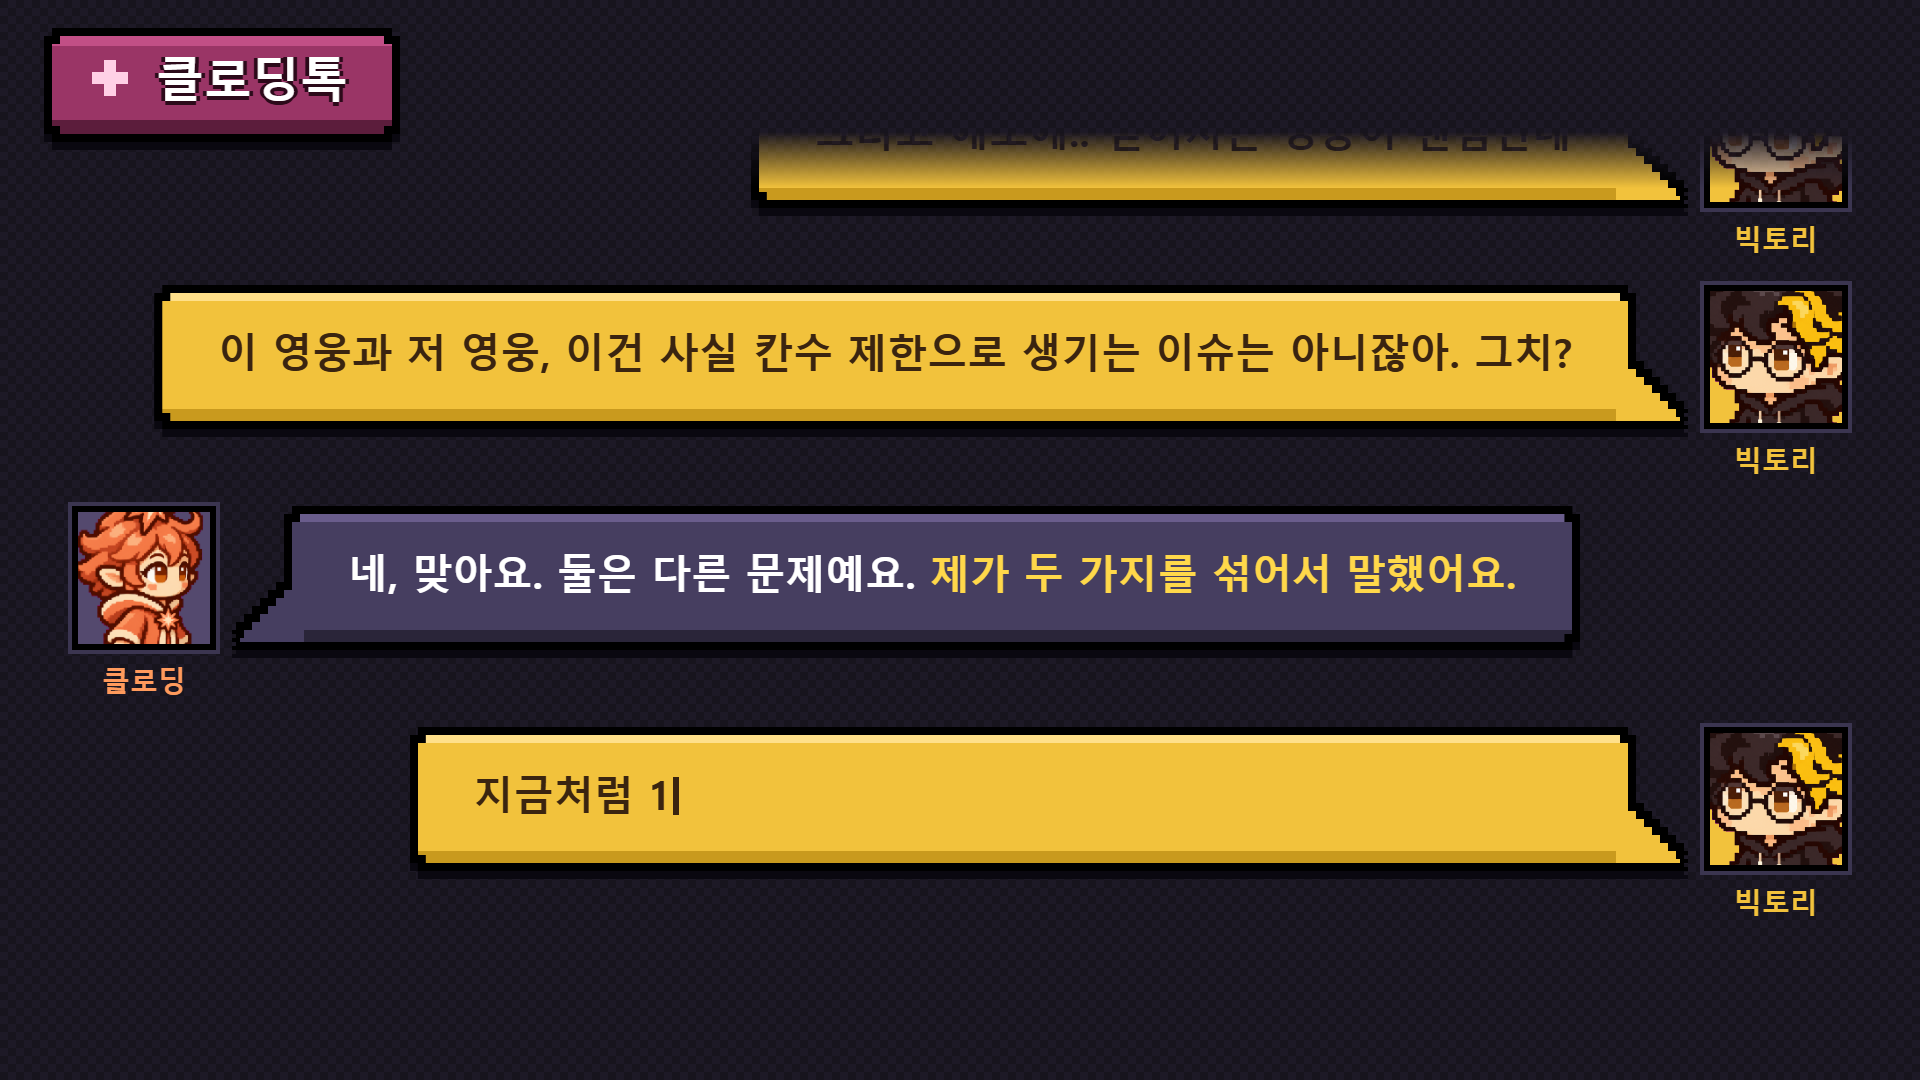 클로딩톡
빅토리
이 영웅과 저 영웅, 이건 사실 칸수 제한으로 생기는 이슈는 아니잖아. 그치?
빅토리
네, 맞아요. 둘은 다른 문제예요. 제가 두 가지를 섞어서 말했어요.
클로딩
지금처럼 1
빅토리